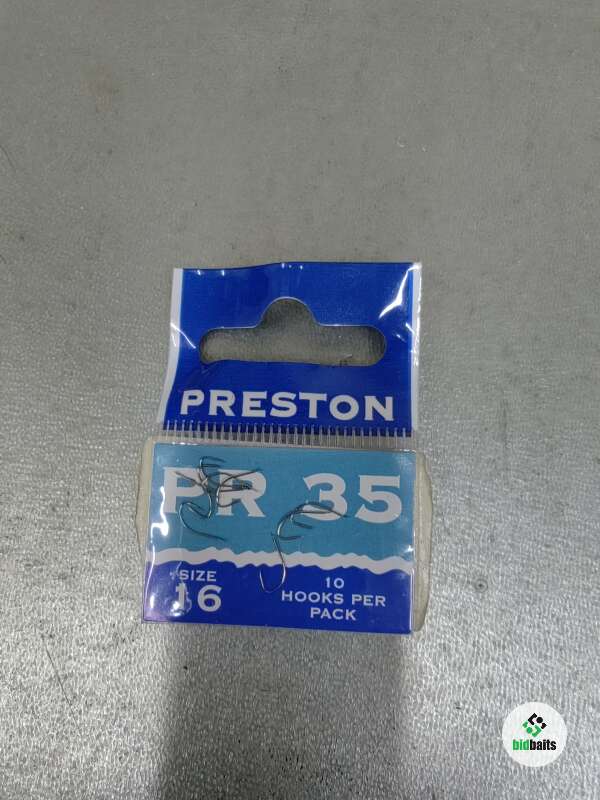 PRESTON
PR 35
SIZE
16
10
HOOKS PER
PACK
bidbaits